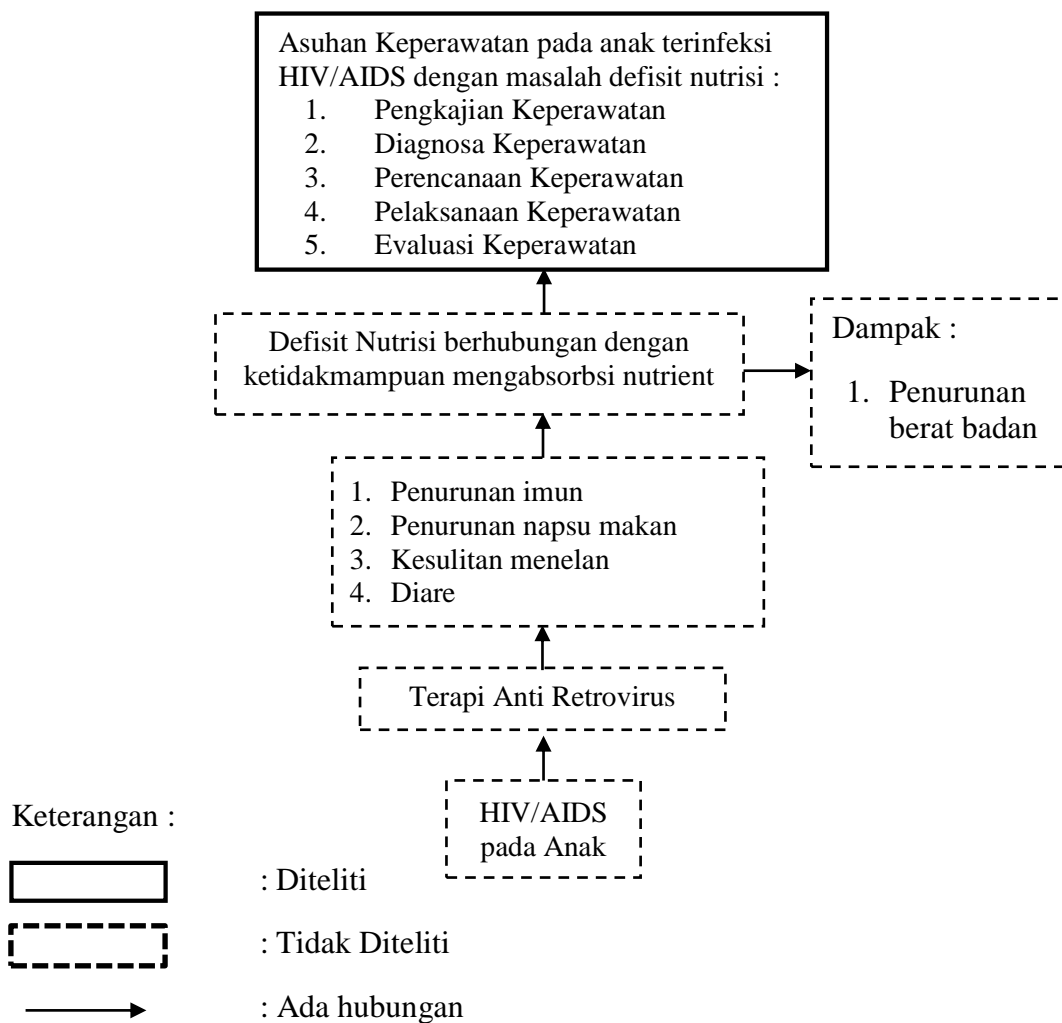 Asuhan Keperawatan pada anak terinfeksi
HIV/AIDS dengan masalah defisit nutrisi :
1. Pengkajian Keperawatan
2. Diagnosa Keperawatan
3. Perencanaan Keperawatan
4. Pelaksanaan Keperawatan
5. Evaluasi Keperawatan
Defisit Nutrisi berhubungan dengan
ketidakmampuan mengabsorbsi nutrient
Dampak :
1. Penurunan
berat badan
1. Penurunan imun
2. Penurunan napsu makan
3. Kesulitan menelan
4. Diare
Terapi Anti Retrovirus
HIV/AIDS
pada Anak
Keterangan :
: Diteliti
: Tidak Diteliti
: Ada hubungan